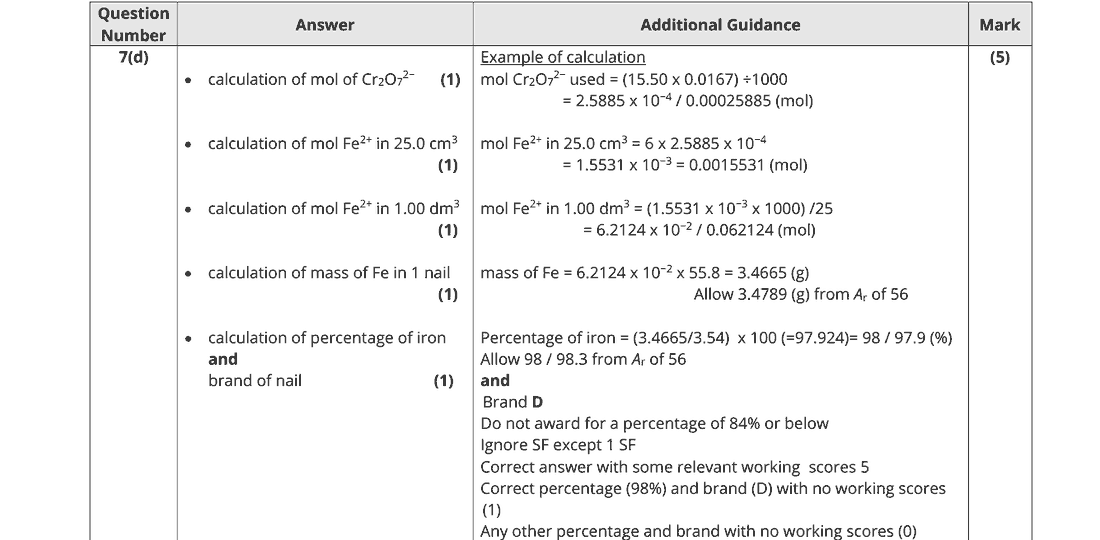 Question Number
Answer
Additional Guidance
Mark
7(d)
Example of calculation
(5)
• calculation of mol of Cr₂O₇²⁻ (1)
mol Cr₂O₇²⁻ used = (15.50 x 0.0167) ÷1000
= 2.5885 x 10⁻⁴ / 0.00025885 (mol)
• calculation of mol Fe²⁺ in 25.0 cm³
(1)
mol Fe²⁺ in 25.0 cm³ = 6 x 2.5885 x 10⁻⁴
= 1.5531 x 10⁻³ = 0.0015531 (mol)
• calculation of mol Fe²⁺ in 1.00 dm³
(1)
mol Fe²⁺ in 1.00 dm³ = (1.5531 x 10⁻³ x 1000) /25
= 6.2124 x 10⁻² / 0.062124 (mol)
• calculation of mass of Fe in 1 nail
(1)
mass of Fe = 6.2124 x 10⁻² x 55.8 = 3.4665 (g)
Allow 3.4789 (g) from Aᵣ of 56
• calculation of percentage of iron
and
brand of nail (1)
Percentage of iron = (3.4665/3.54) x 100 (=97.924)= 98 / 97.9 (%)
Allow 98 / 98.3 from Aᵣ of 56
and
Brand D
Do not award for a percentage of 84% or below
Ignore SF except 1 SF
Correct answer with some relevant working scores 5
Correct percentage (98%) and brand (D) with no working scores
(1)
Any other percentage and brand with no working scores (0)